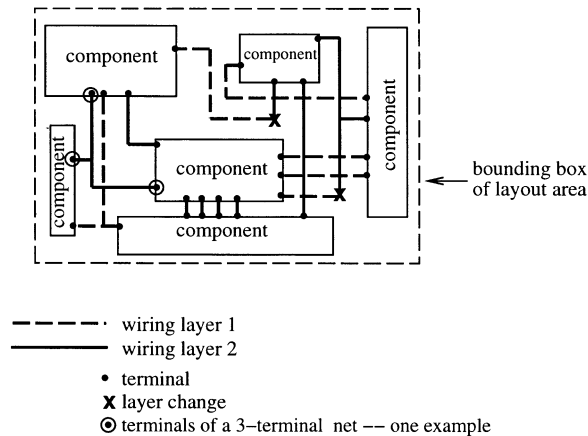 component
component
component
component
component
component
bounding box
of layout area
wiring layer 1
wiring layer 2
terminal
X layer change
terminals of a 3-terminal net -- one example